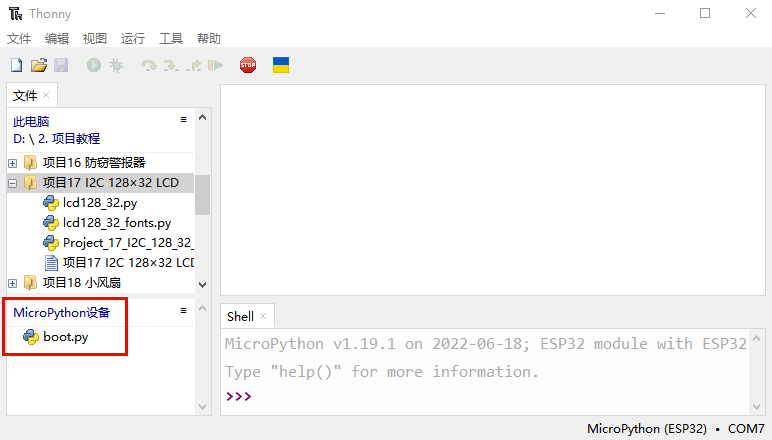 Thonny
文件 编辑 视图 运行 工具 帮助
STOP
文件
此电脑
D: \ 2. 项目教程
项目16 防窃警报器
项目17 I2C 128×32 LCD
lcd128_32.py
lcd128_32_fonts.py
Project_17_I2C_128_32_
项目17 I2C 128×32 LCD
项目18 小风扇
MicroPython设备
boot.py
Shell
MicroPython v1.19.1 on 2022-06-18; ESP32 module with ESP32
Type "help()" for more information.
>>>
MicroPython (ESP32) • COM7